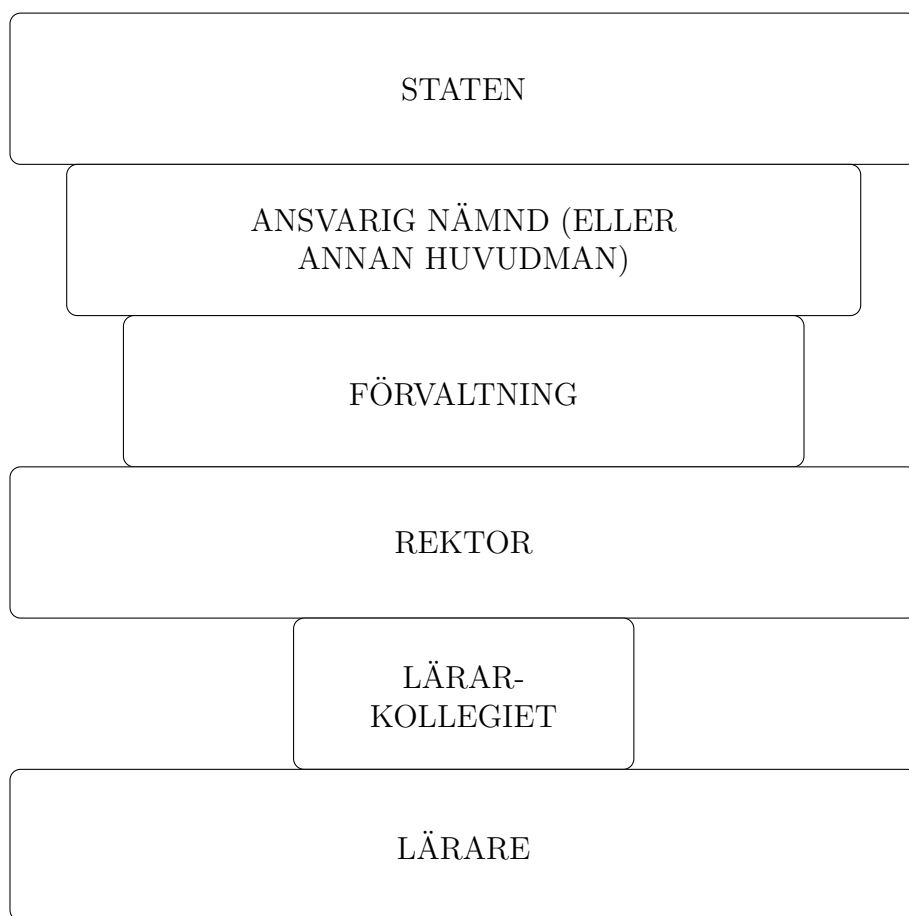 STATEN
ANSVARIG NÄMND (ELLER
ANNAN HUVUDMAN)
FÖRVALTNING
REKTOR
LÄRAR-
KOLLEGIET
LÄRARE